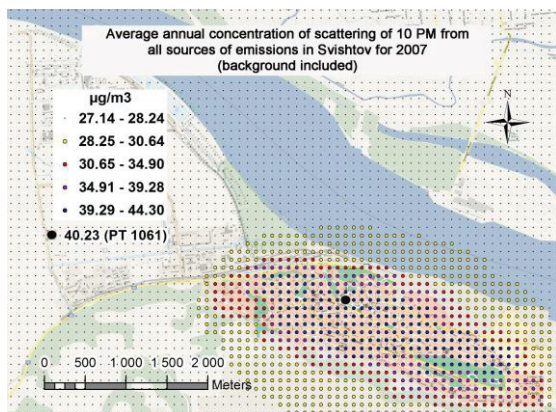 Average annual concentration of scattering of 10 PM from
all sources of emissions in Svishtov for 2007
(background included)
µg/m3
27.14 - 28.24
28.25 - 30.64
30.65 - 34.90
34.91 - 39.28
39.29 - 44.30
40.23 (PT 1061)
N
0 500 1 000 1 500 2 000
Meters